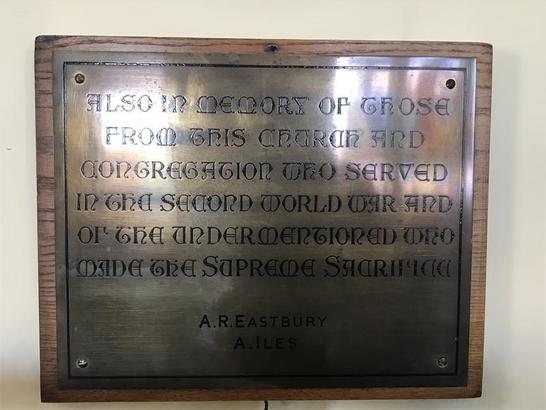 ALSO IN MEMORY OF THOSE
FROM THIS CHURCH AND
CONGREGATION WHO SERVED
IN THE SECOND WORLD WAR AND
OF THE UNDERMENTIONED WHO
MADE THE SUPREME SACRIFICE
A.R.EASTBURY
A.ILES